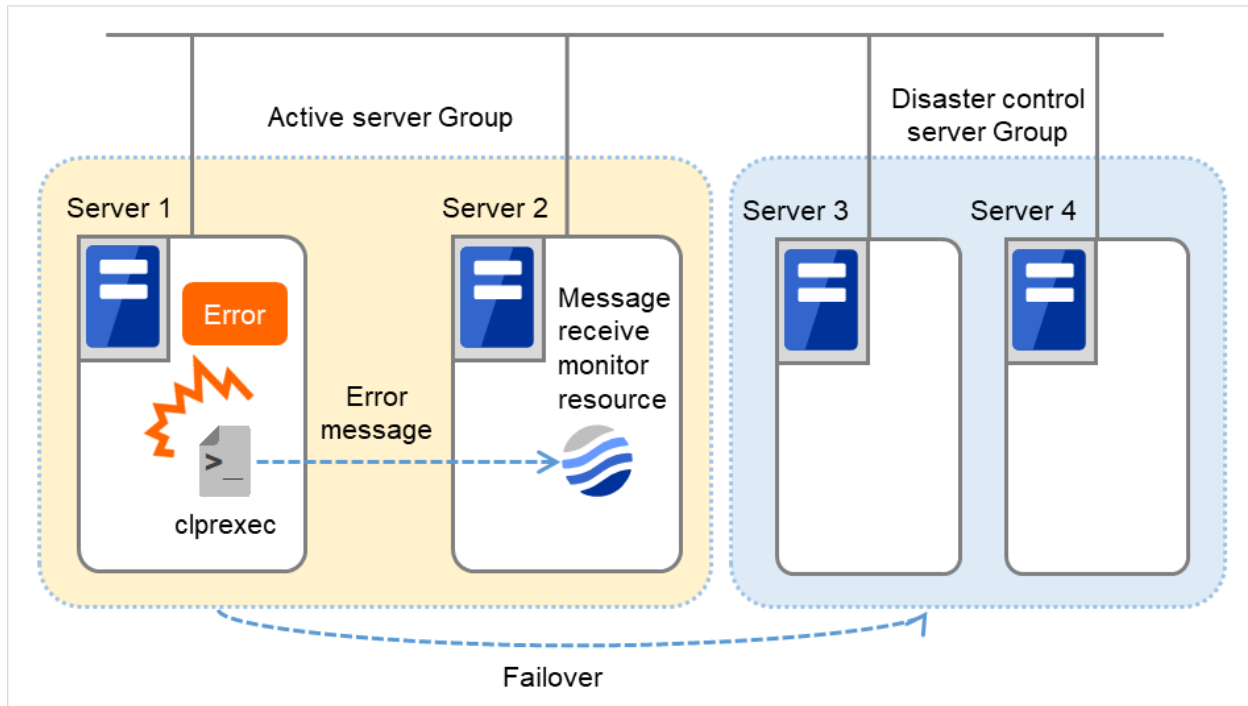 Active server Group
Disaster control
server Group
Server 1
Server 2
Server 3
Server 4
Error
Message
receive
monitor
resource
Error
message
>_
clprexec
Failover